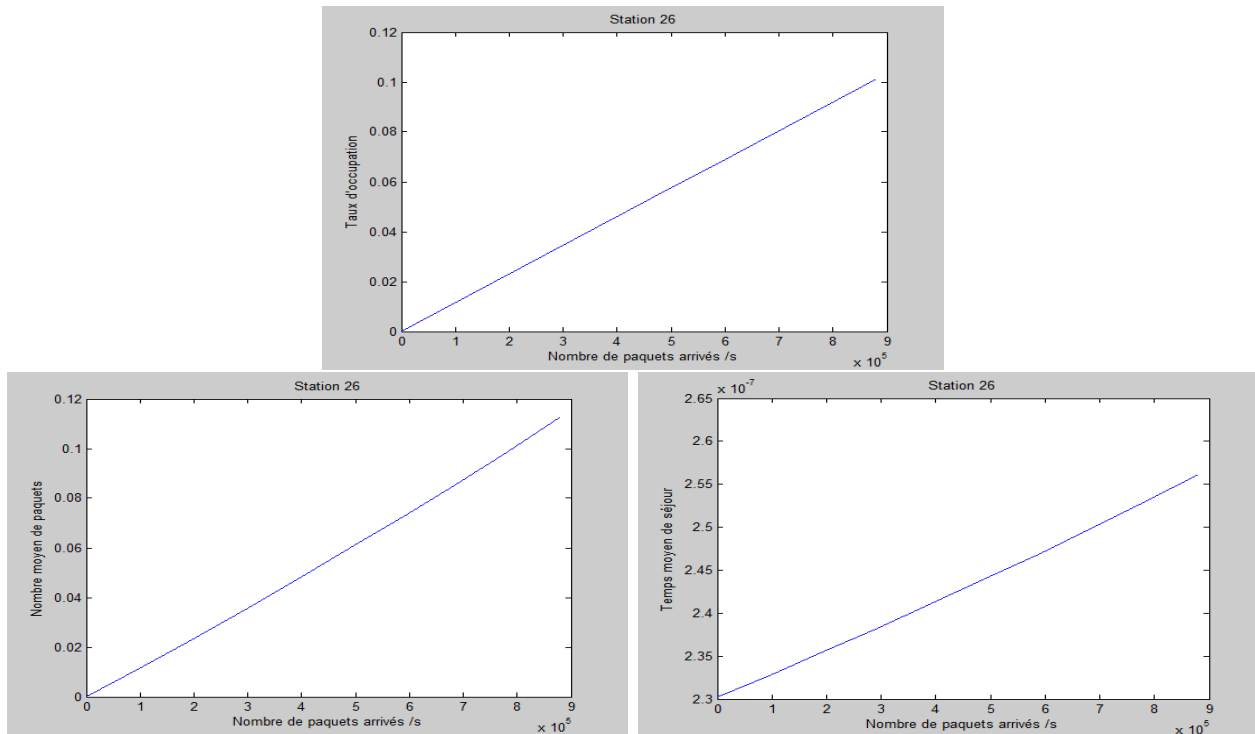 Station 26
0.12
0.1
0.08
0.06
0.04
0.02
0
Taux d'occupation
0 1 2 3 4 5 6 7 8 9
Nombre de paquets arrivés /s
x 10^5
Station 26
0.12
0.1
0.08
0.06
0.04
0.02
0
Nombre moyen de paquets
0 1 2 3 4 5 6 7 8 9
Nombre de paquets arrivés /s
x 10^5
x 10^-7
Station 26
2.65
2.6
2.55
2.5
2.45
2.4
2.35
2.3
Temps moyen de séjour
0 1 2 3 4 5 6 7 8 9
Nombre de paquets arrivés /s
x 10^5